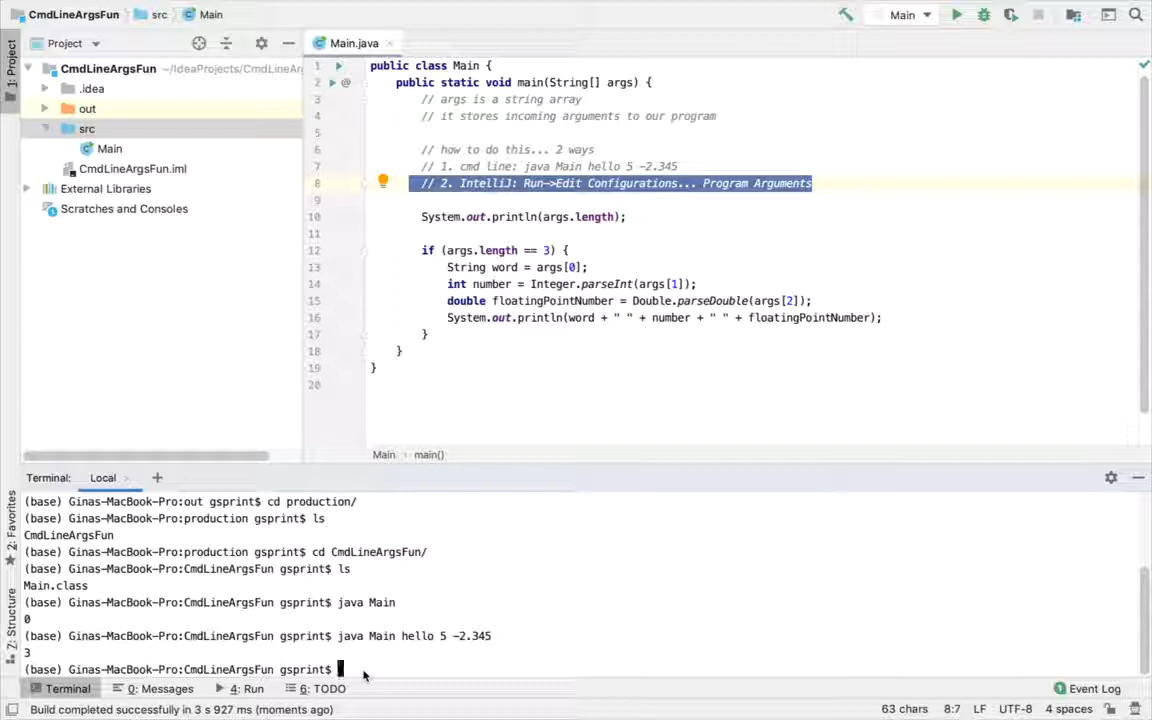 CmdLineArgsFun src Main
Main
1: Project
Project
CmdLineArgsFun ~/IdeaProjects/CmdLineArg
.idea
out
src
Main
CmdLineArgsFun.iml
External Libraries
Scratches and Consoles
Main.java
1 public class Main {
2 @ public static void main(String[] args) {
3 // args is a string array
4 // it stores incoming arguments to our program
5
6 // how to do this... 2 ways
7 // 1. cmd line: java Main hello 5 -2.345
8 // 2. IntelliJ: Run->Edit Configurations... Program Arguments
9
10 System.out.println(args.length);
11
12 if (args.length == 3) {
13 String word = args[0];
14 int number = Integer.parseInt(args[1]);
15 double floatingPointNumber = Double.parseDouble(args[2]);
16 System.out.println(word + " " + number + " " + floatingPointNumber);
17 }
18 }
19 }
20
Main › main()
Terminal: Local +
(base) Ginas-MacBook-Pro:out gsprint$ cd production/
(base) Ginas-MacBook-Pro:production gsprint$ ls
CmdLineArgsFun
(base) Ginas-MacBook-Pro:production gsprint$ cd CmdLineArgsFun/
(base) Ginas-MacBook-Pro:CmdLineArgsFun gsprint$ ls
Main.class
(base) Ginas-MacBook-Pro:CmdLineArgsFun gsprint$ java Main
0
(base) Ginas-MacBook-Pro:CmdLineArgsFun gsprint$ java Main hello 5 -2.345
3
(base) Ginas-MacBook-Pro:CmdLineArgsFun gsprint$
2: Favorites
Z: Structure
Terminal 0: Messages 4: Run 6: TODO
1 Event Log
Build completed successfully in 3 s 927 ms (moments ago)
63 chars 8:7 LF UTF-8 4 spaces